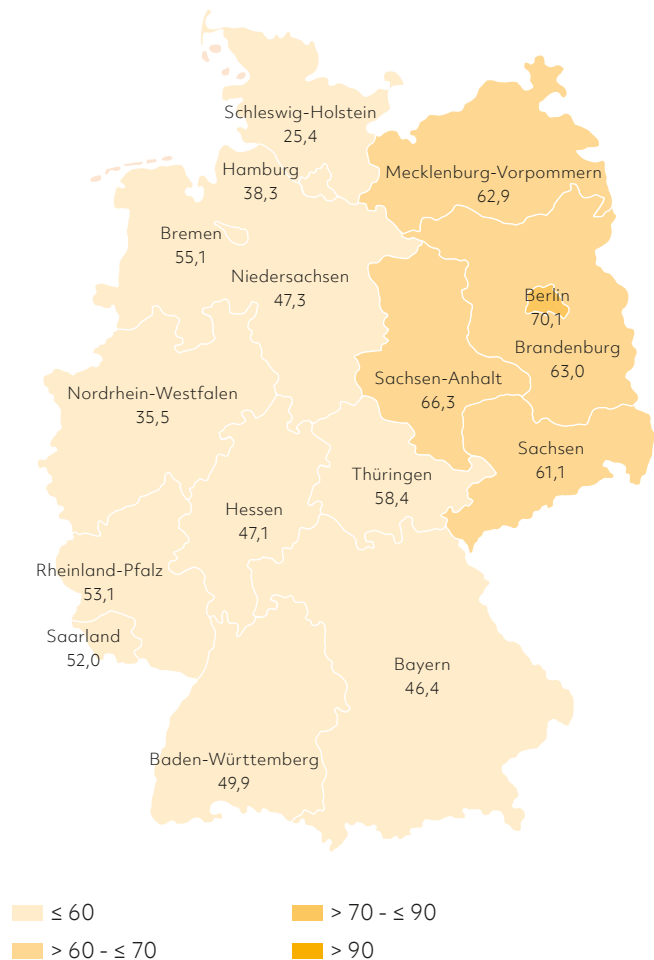 Schleswig-Holstein
25,4
Hamburg
38,3
Mecklenburg-Vorpommern
62,9
Bremen
55,1
Niedersachsen
47,3
Berlin
70,1
Brandenburg
63,0
Sachsen-Anhalt
66,3
Nordrhein-Westfalen
35,5
Sachsen
61,1
Thüringen
58,4
Hessen
47,1
Rheinland-Pfalz
53,1
Saarland
52,0
Bayern
46,4
Baden-Württemberg
49,9
≤ 60
> 60 - ≤ 70
> 70 - ≤ 90
> 90